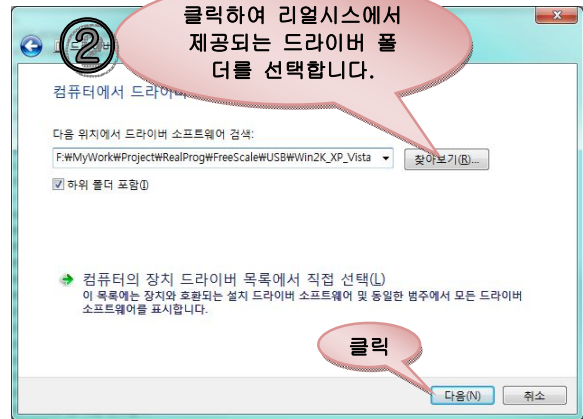 ②
클릭하여 리얼시스에서
제공되는 드라이버 폴
더를 선택합니다.
컴퓨터에서 드라이버
다음 위치에서 드라이버 소프트웨어 검색:
F:₩MyWork₩Project₩RealProg₩FreeScale₩USB₩Win2K_XP_Vista
찾아보기(R)...
하위 폴더 포함(I)
컴퓨터의 장치 드라이버 목록에서 직접 선택(L)
이 목록에는 장치와 호환되는 설치 드라이버 소프트웨어 및 동일한 범주에서 모든 드라이버
소프트웨어를 표시합니다.
클릭
다음(N)
취소